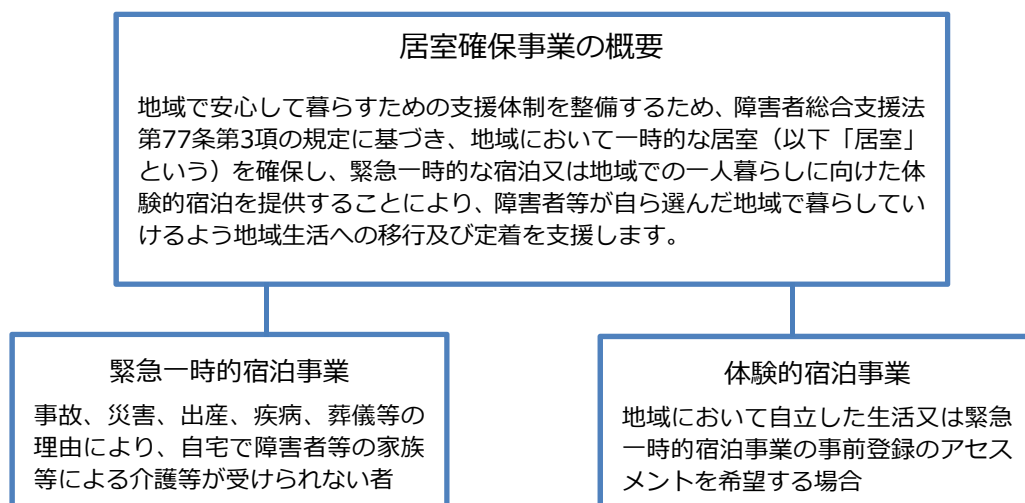 居室確保事業の概要
地域で安心して暮らすための支援体制を整備するため、障害者総合支援法
第77条第3項の規定に基づき、地域において一時的な居室（以下「居室」
という）を確保し、緊急一時的な宿泊又は地域での一人暮らしに向けた体
験的宿泊を提供することにより、障害者等が自ら選んだ地域で暮らしてい
けるよう地域生活への移行及び定着を支援します。
緊急一時的宿泊事業
事故、災害、出産、疾病、葬儀等の
理由により、自宅で障害者等の家族
等による介護等が受けられない者
体験的宿泊事業
地域において自立した生活又は緊急
一時的宿泊事業の事前登録のアセス
メントを希望する場合